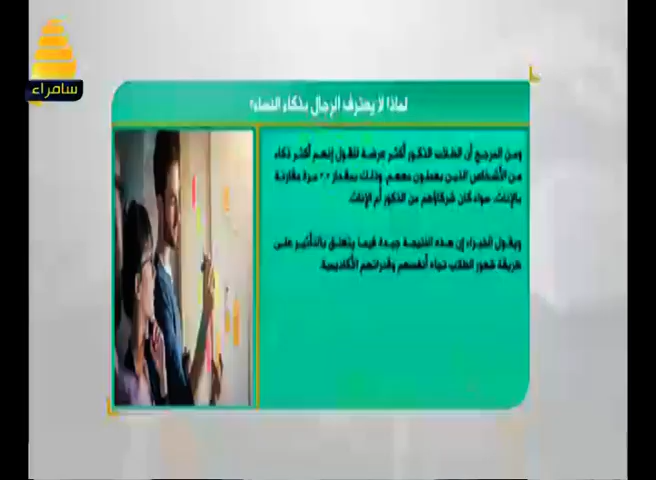 سامراء
لماذا لا يعترف الرجال بذكاء النساء؟
ومن المرجح أن الطلاب الذكور أكثر عرضة للقول إنهم أكثر ذكاء
من الأشخاص الذين يعملون معهم، وذلك بمقدار ٣.٢ مرة مقارنة
بالإناث، سواء كان شركاؤهم من الذكور أم الإناث.
ويقول الخبراء إن هذه النتيجة جيدة فيما يتعلق بالتأثير على
طريقة شعور الطلاب تجاه أنفسهم وقدراتهم الأكاديمية.